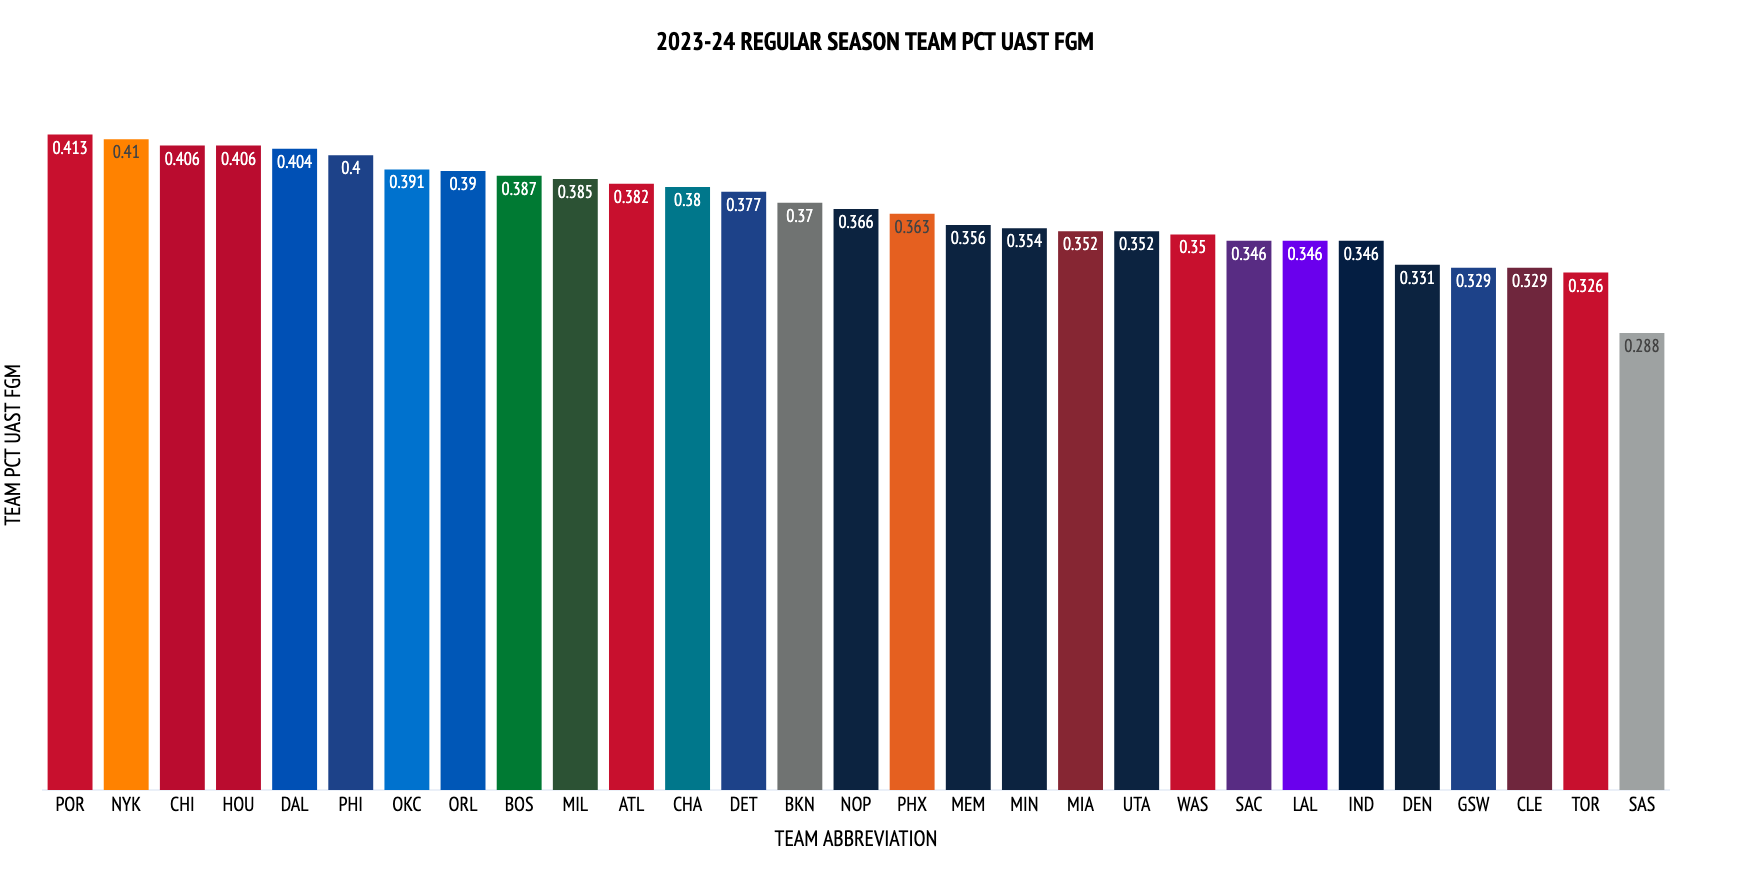 2023-24 REGULAR SEASON TEAM PCT UAST FGM
TEAM PCT UAST FGM
0.413 0.41 0.406 0.406 0.404 0.4 0.391 0.39 0.387 0.385 0.382 0.38 0.377 0.37 0.366 0.363 0.356 0.354 0.352 0.352 0.35 0.346 0.346 0.346 0.331 0.329 0.329 0.326 0.288
POR NYK CHI HOU DAL PHI OKC ORL BOS MIL ATL CHA DET BKN NOP PHX MEM MIN MIA UTA WAS SAC LAL IND DEN GSW CLE TOR SAS
TEAM ABBREVIATION